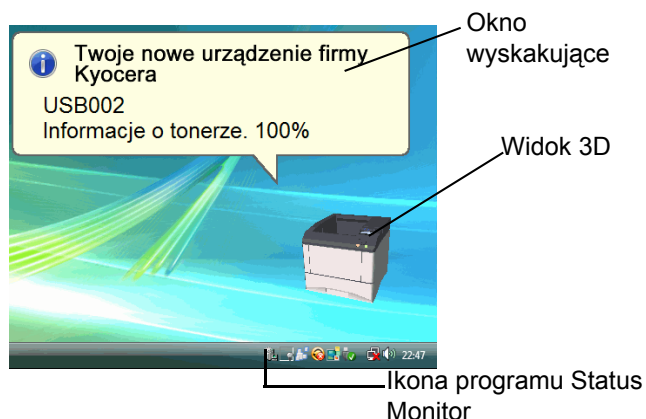 Okno
wyskakujące
Twoje nowe urządzenie firmy
Kyocera
USB002
Informacje o tonerze. 100%
Widok 3D
22:47
Ikona programu Status
Monitor